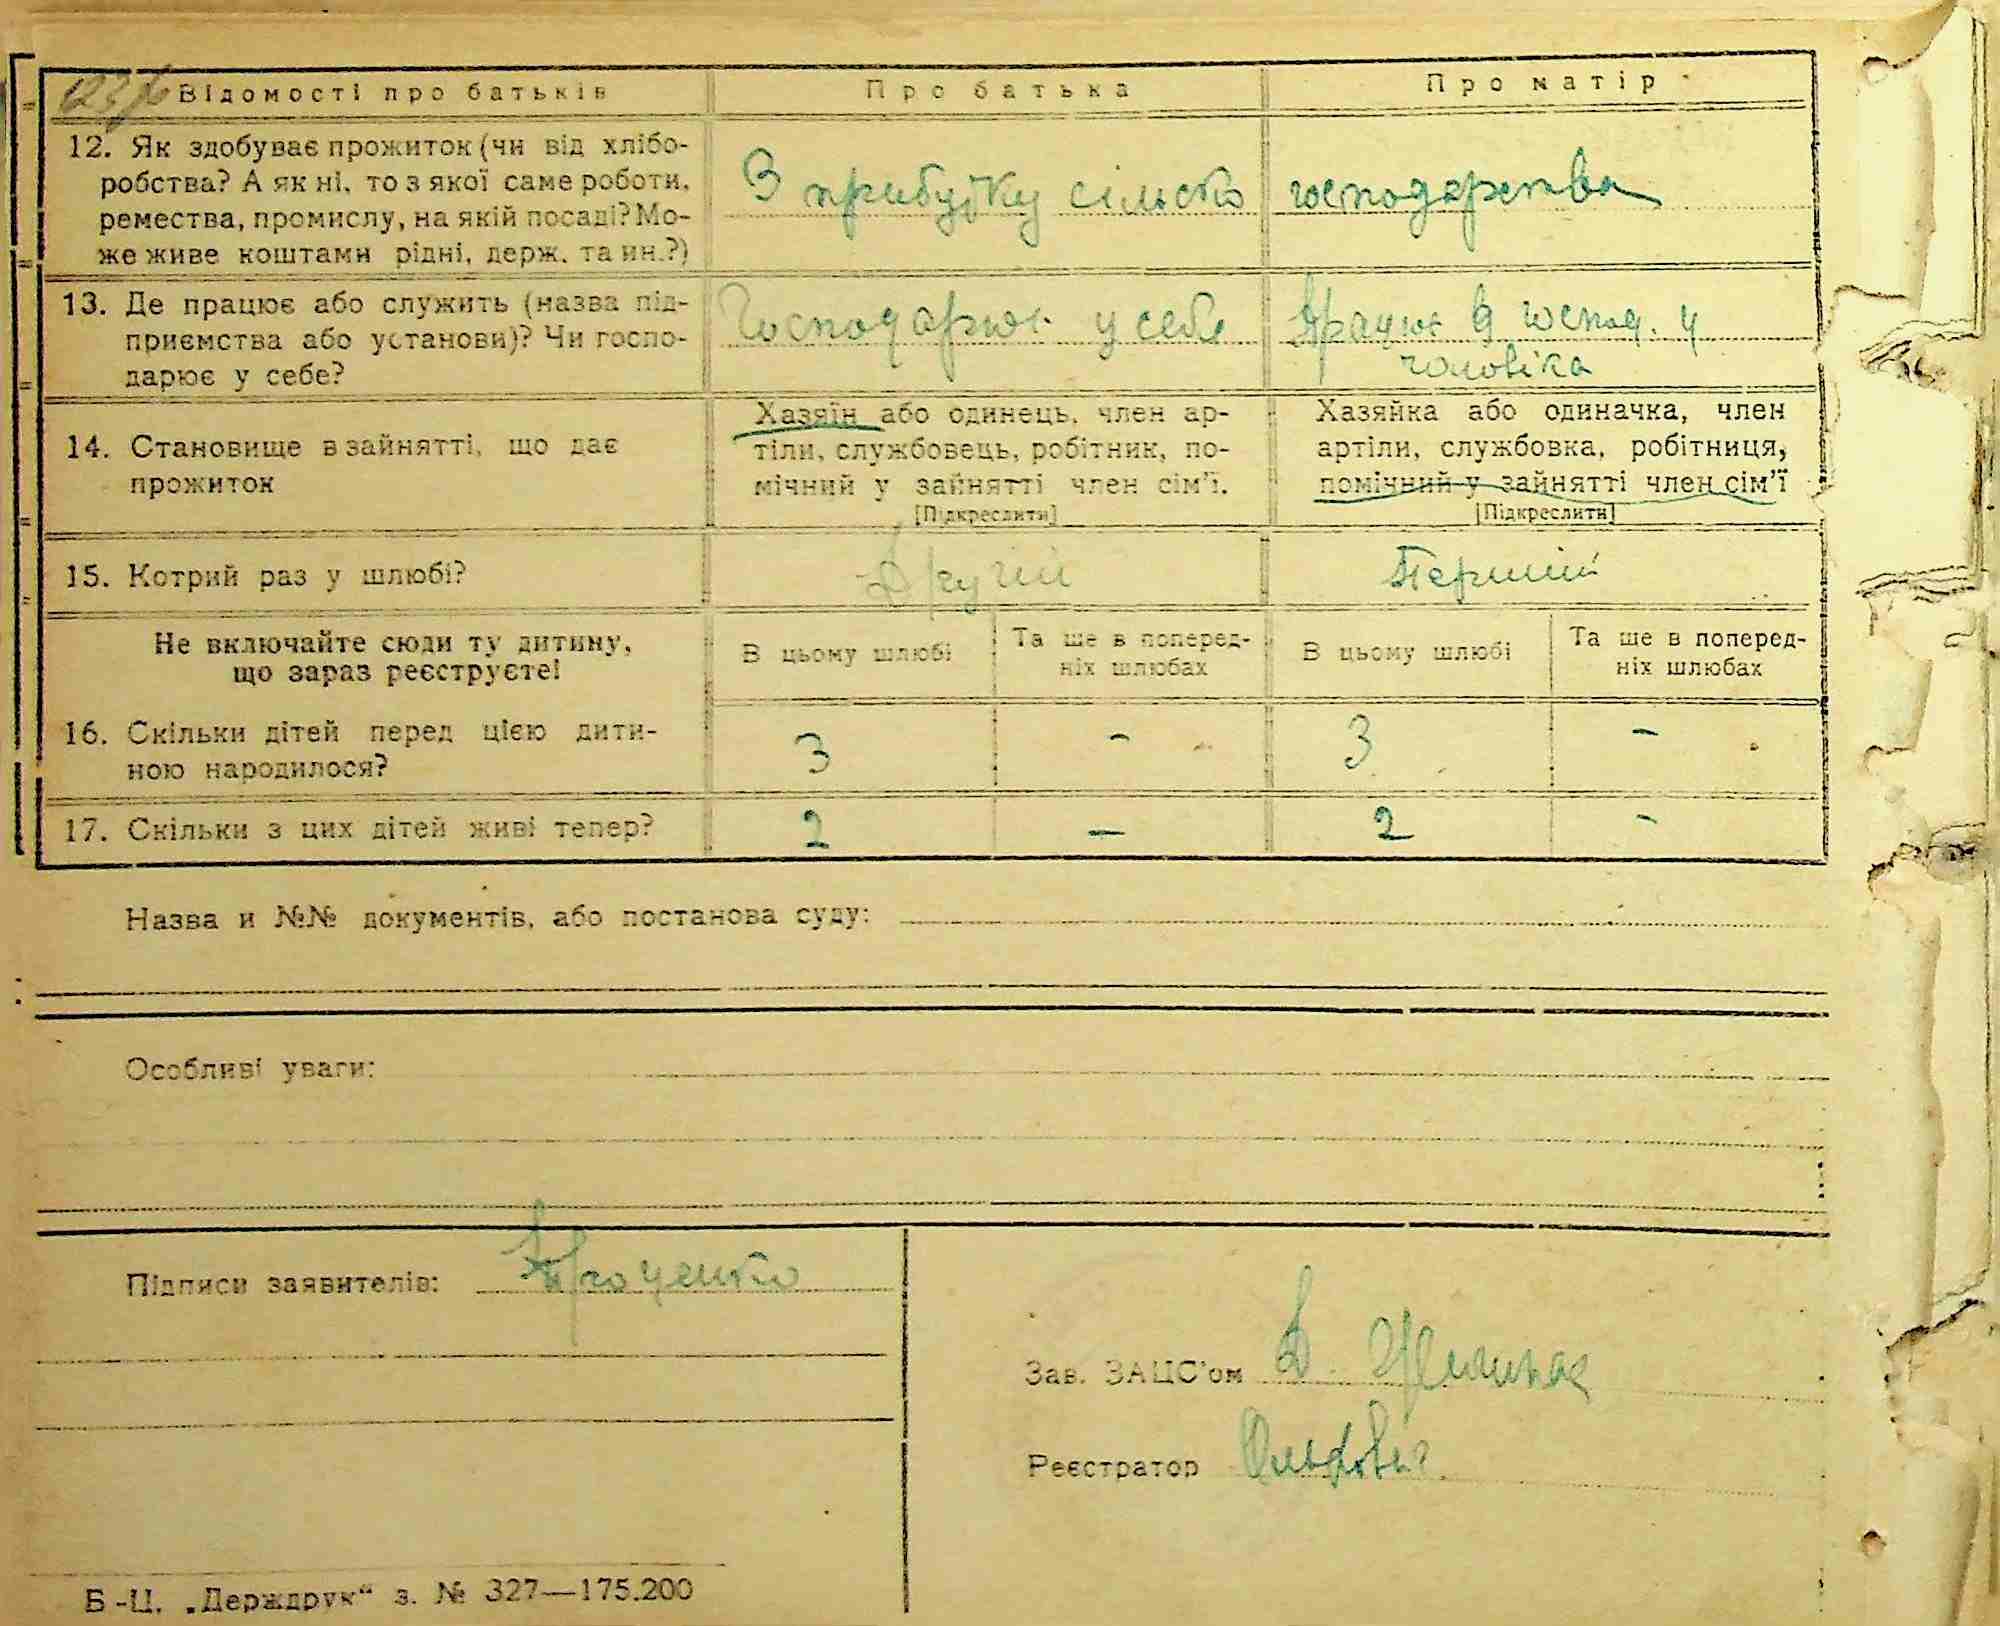 Відомості про батьків
Про батька
Про матір
12. Як здобуває прожиток (чи від хлібо-
робства? А як ні, то з якої саме роботи,
ремества, промислу, на якій посаді? Мо-
же живе коштами рідні, держ. та ин.?)
З прибутку сільсько господарства
13. Де працює або служить (назва під-
приємства або установи)? Чи госпо-
дарює у себе?
Господарює у себе
Працює в господ. у
чоловіка
14. Становище в зайнятті, що дає
прожиток
Хазяїн або одинець, член ар-
тіли, службовець, робітник, по-
мічний у зайнятті член сім'ї.
[Підкреслити]
Хазяйка або одиначка, член
артіли, службовка, робітниця,
помічний у зайнятті член сім'ї
[Підкреслити]
15. Котрий раз у шлюбі?
Другий
Перший
Не включайте сюди ту дитину,
що зараз реєструєте!
В цьому шлюбі
Та ще в поперед-
ніх шлюбах
В цьому шлюбі
Та ще в поперед-
ніх шлюбах
16. Скільки дітей перед цією дити-
ною народилося?
3 - 3 -
17. Скільки з цих дітей живі тепер?
2 — 2 -
Назва и №№ документів, або постанова суду:
Особливі уваги:
Підписи заявителів: Проценко
Зав. ЗАЦС'ом
Реєстратор
Б-Ц. „Держдрук“ з. № 327—175.200